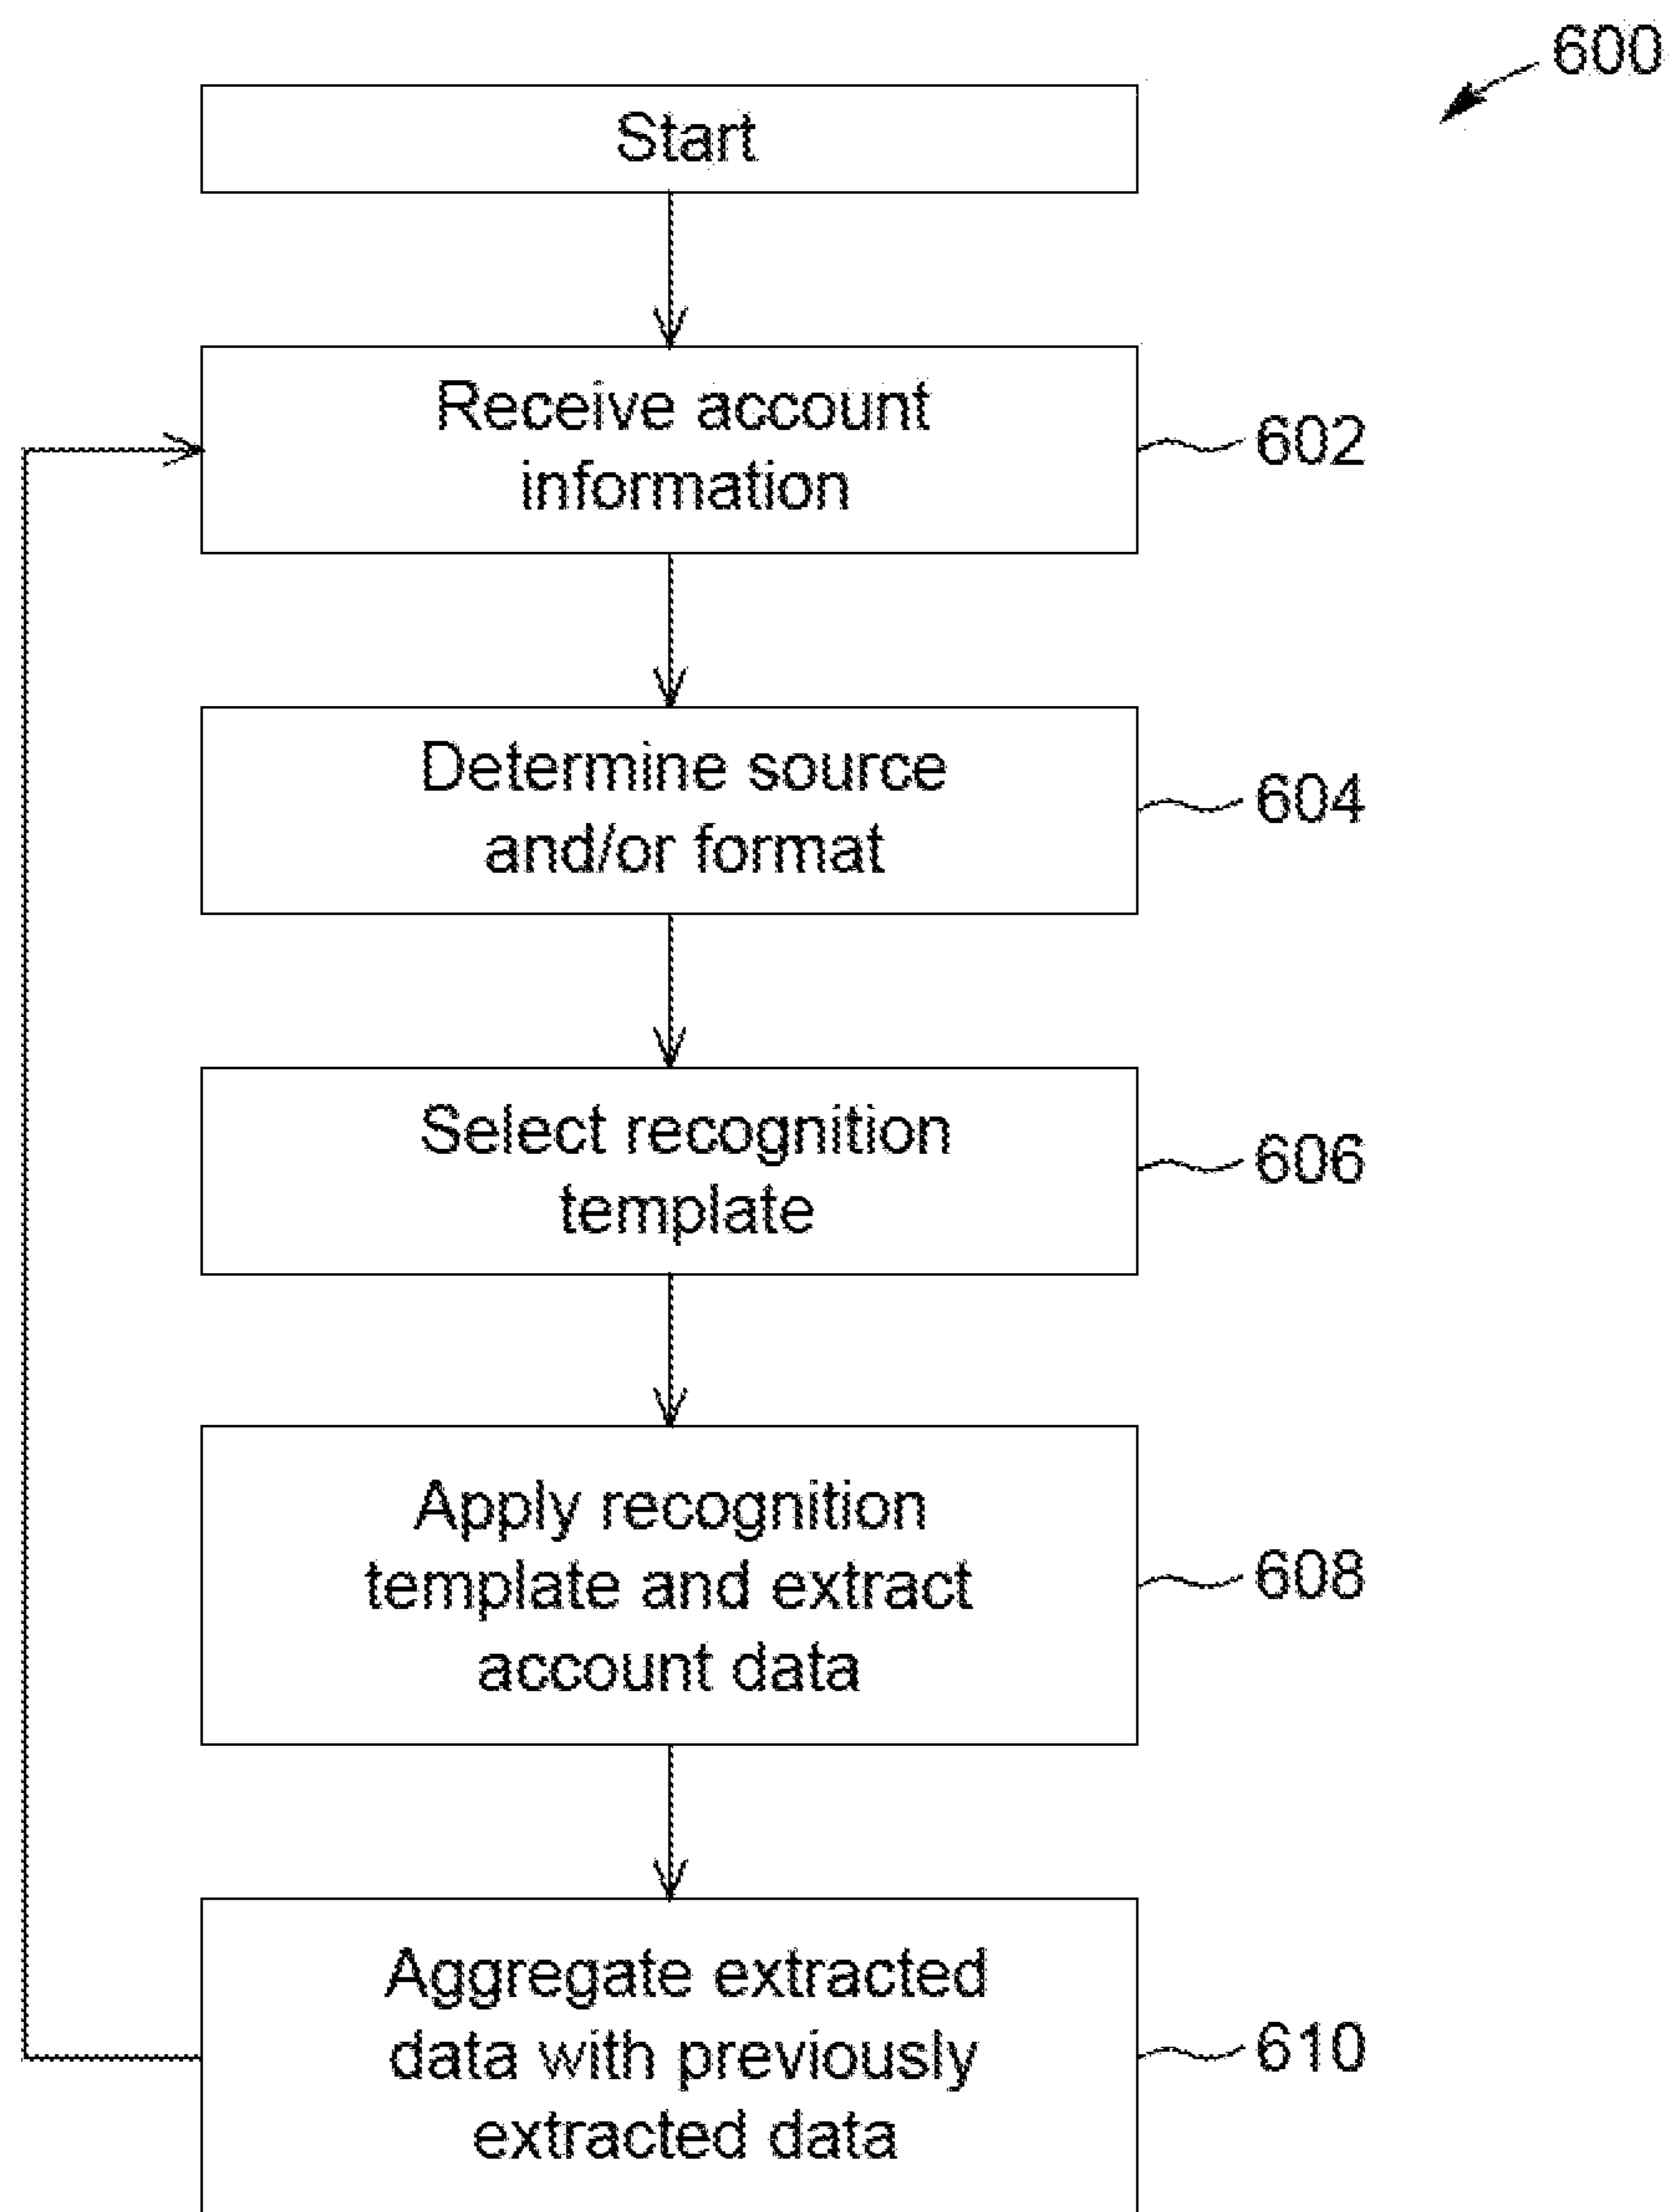 600
Start
Receive account
information
602
Determine source
and/or format
604
Select recognition
template
606
Apply recognition
template and extract
account data
608
Aggregate extracted
data with previously
extracted data
610